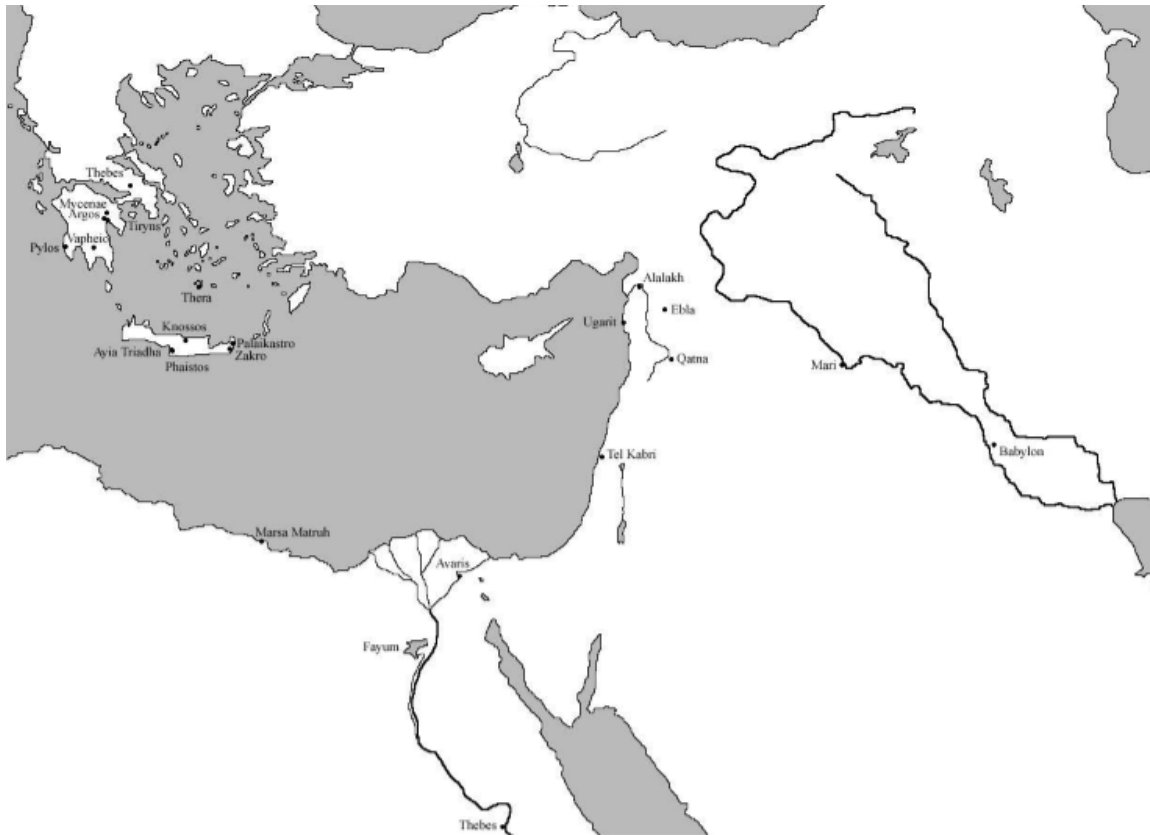 Thebes
Mycenae
Argos
Tiryns
Pylos
Vapheio
Thera
Knossos
Palaikastro
Ayia Triadha
Zakro
Phaistos
Alalakh
Ebla
Ugarit
Qatna
Mari
Babylon
Tel Kabri
Marsa Matruh
Avaris
Fayum
Thebes